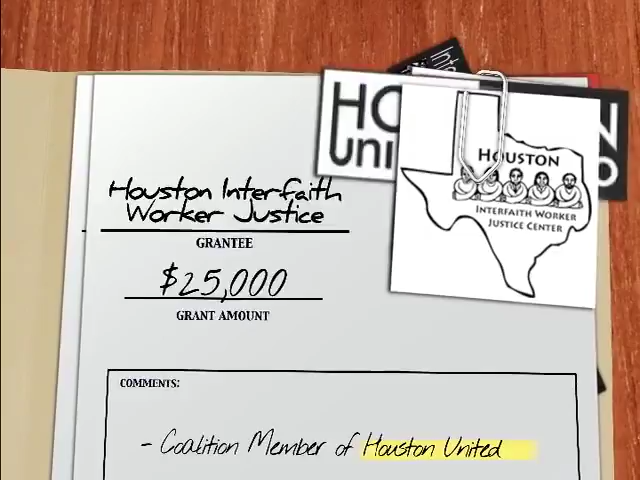 Houston Interfaith
Worker Justice
GRANTEE
$25,000
GRANT AMOUNT
COMMENTS:
- Coalition Member of Houston United
HOUSTON
INTERFAITH WORKER
JUSTICE CENTER